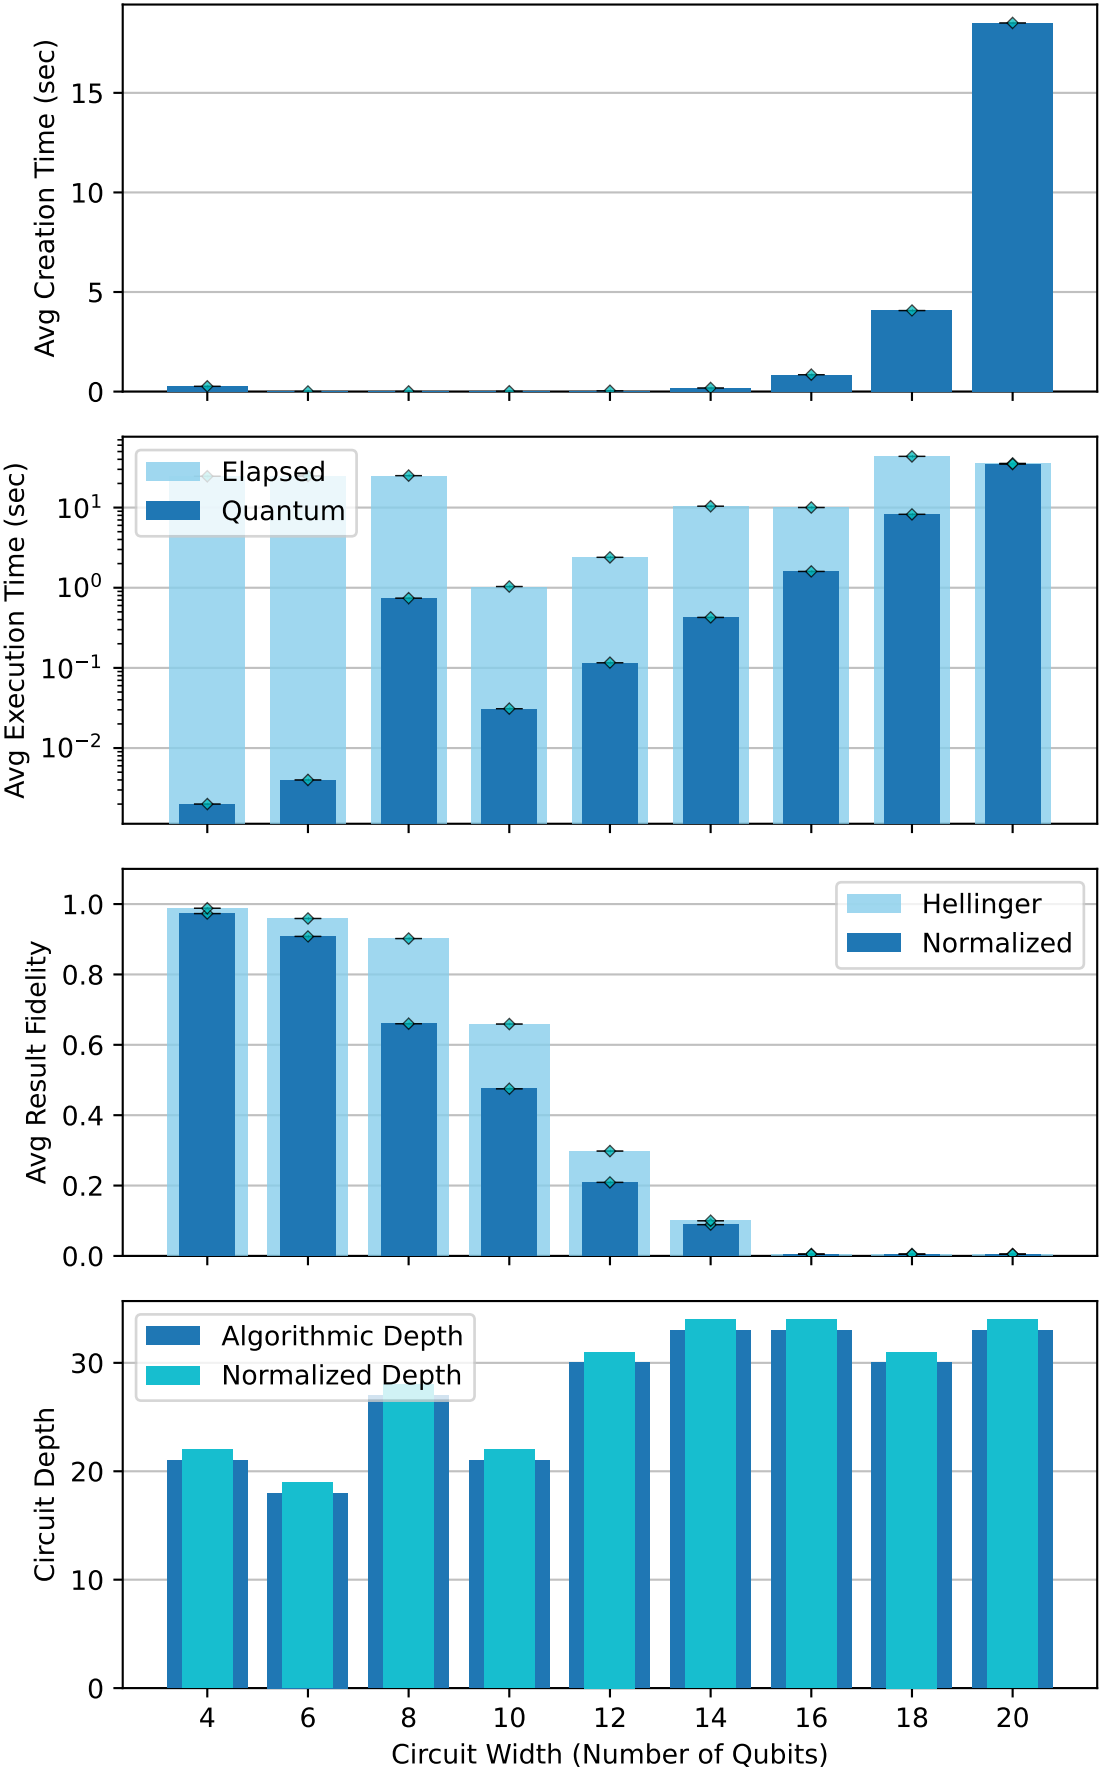 Avg Creation Time (sec)
15
10
5
0
Avg Execution Time (sec)
10¹
10⁰
10⁻¹
10⁻²
Elapsed
Quantum
Avg Result Fidelity
1.0
0.8
0.6
0.4
0.2
0.0
Hellinger
Normalized
Circuit Depth
30
20
10
0
Algorithmic Depth
Normalized Depth
4 6 8 10 12 14 16 18 20
Circuit Width (Number of Qubits)